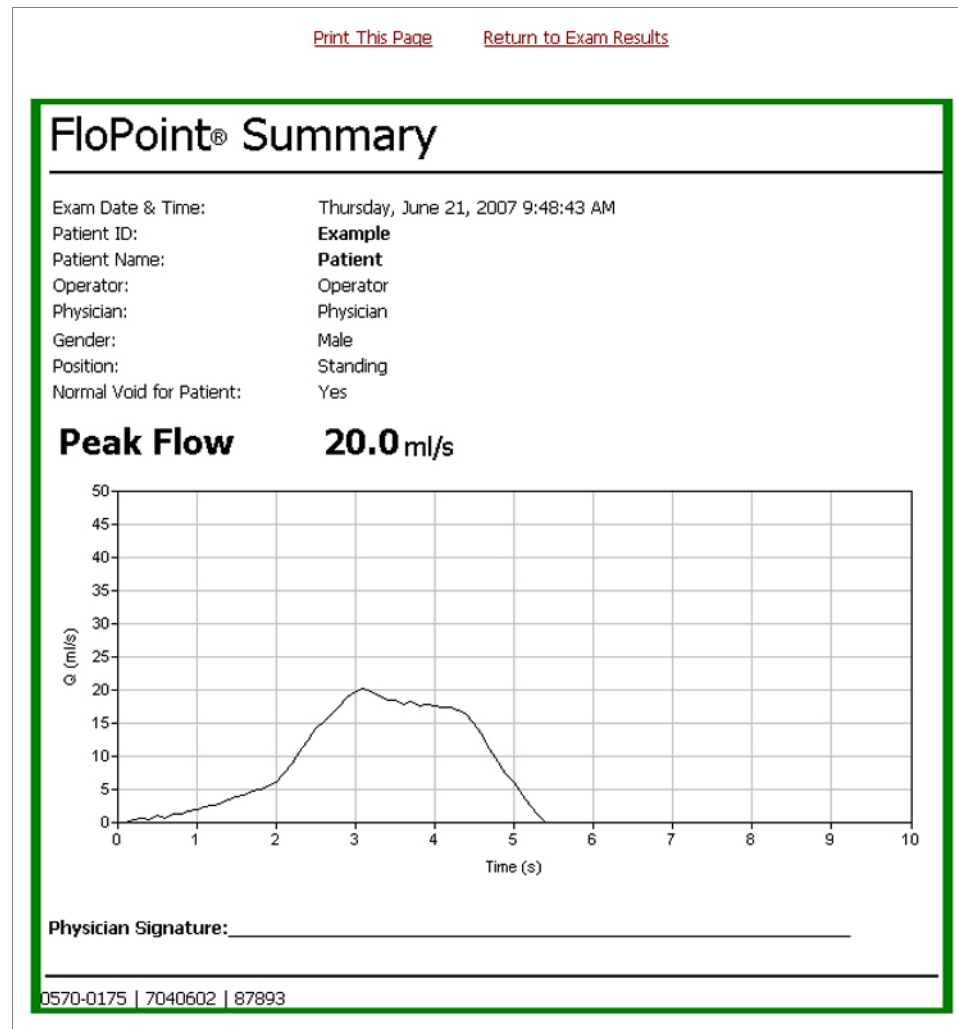 Print This Page Return to Exam Results
FloPoint® Summary
Exam Date & Time: Thursday, June 21, 2007 9:48:43 AM
Patient ID: Example
Patient Name: Patient
Operator: Operator
Physician: Physician
Gender: Male
Position: Standing
Normal Void for Patient: Yes
Peak Flow 20.0 ml/s
50
45
40
35
30
25
20
15
10
5
0
Q (ml/s)
0 1 2 3 4 5 6 7 8 9 10
Time (s)
Physician Signature:
0570-0175 | 7040602 | 87893